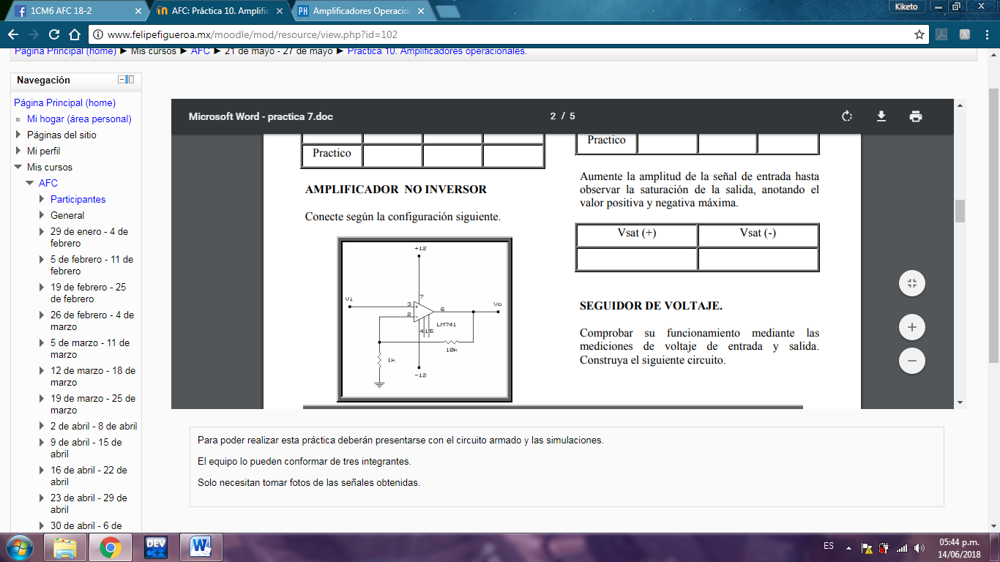 1CM6 AFC 18-2
AFC: Práctica 10. Amplific
Amplificadores Operacio
Kiketo
www.felipefigueroa.mx/moodle/mod/resource/view.php?id=102
Página Principal (home) ► Mis cursos ► AFC ► 21 de mayo - 27 de mayo ► Práctica 10. Amplificadores operacionales.
Navegación
Página Principal (home)
Mi hogar (área personal)
Páginas del sitio
Mi perfil
Mis cursos
AFC
Participantes
General
29 de enero - 4 de
febrero
5 de febrero - 11 de
febrero
19 de febrero - 25
de febrero
26 de febrero - 4 de
marzo
5 de marzo - 11 de
marzo
12 de marzo - 18 de
marzo
19 de marzo - 25 de
marzo
2 de abril - 8 de abril
9 de abril - 15 de
abril
16 de abril - 22 de
abril
23 de abril - 29 de
abril
30 de abril - 6 de
Microsoft Word - practica 7.doc
2 / 5
Practico
AMPLIFICADOR NO INVERSOR
Conecte según la configuración siguiente.
+12
7
Vi
3
+
2
-
6
Vo
LM741
415
10k
1k
-12
Practico
Aumente la amplitud de la señal de entrada hasta
observar la saturación de la salida, anotando el
valor positiva y negativa máxima.
Vsat (+) Vsat (-)
SEGUIDOR DE VOLTAJE.
Comprobar su funcionamiento mediante las
mediciones de voltaje de entrada y salida.
Construya el siguiente circuito.
Para poder realizar esta práctica deberán presentarse con el circuito armado y las simulaciones.
El equipo lo pueden conformar de tres integrantes.
Solo necesitan tomar fotos de las señales obtenidas.
DEV
C++
ES
05:44 p.m.
14/06/2018